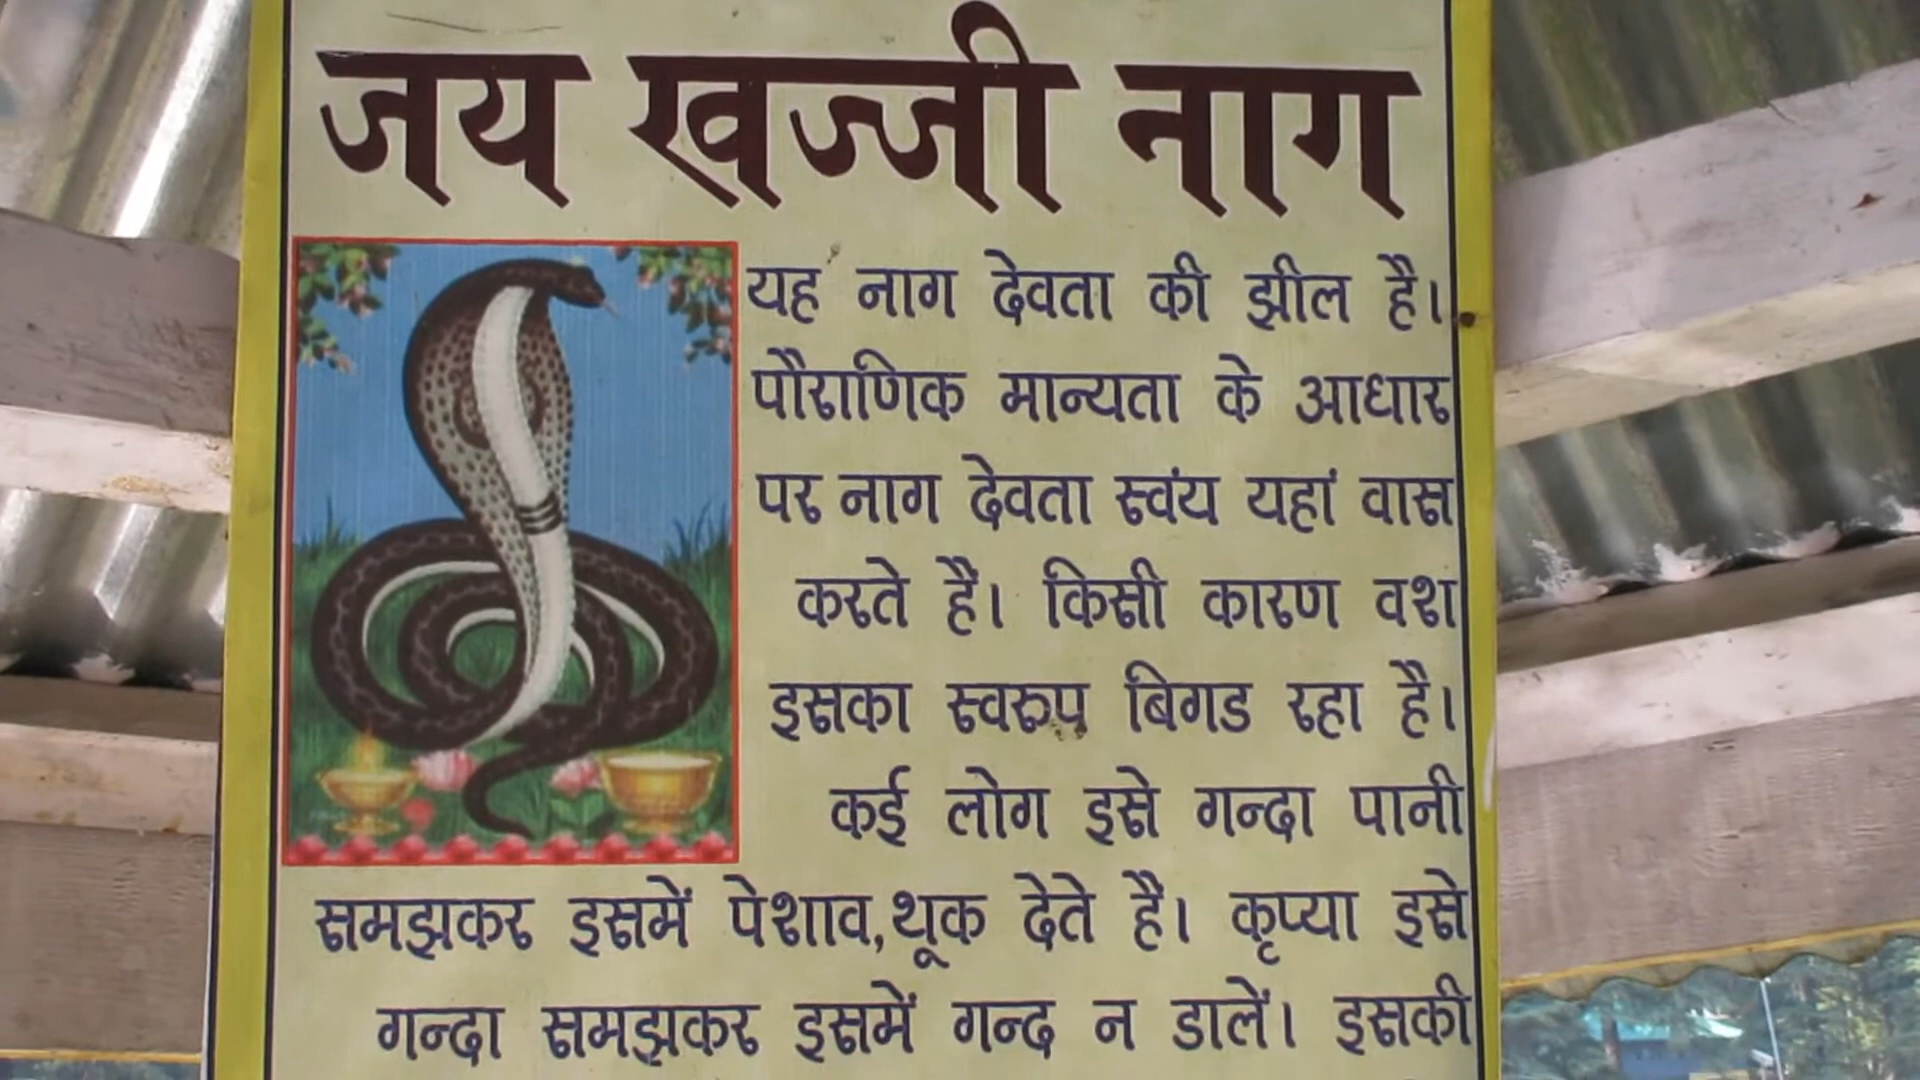 जय खज्जी नाग
यह नाग देवता की झील है।
पौराणिक मान्यता के आधार
पर नाग देवता स्वंय यहां वास
करते हैं। किसी कारण वश
इसका स्वरुप बिगड रहा है।
कई लोग इसे गन्दा पानी
समझकर इसमें पेशाव,थूक देते है। कृप्या इसे
गन्दा समझकर इसमें गन्द न डालें। इसकी